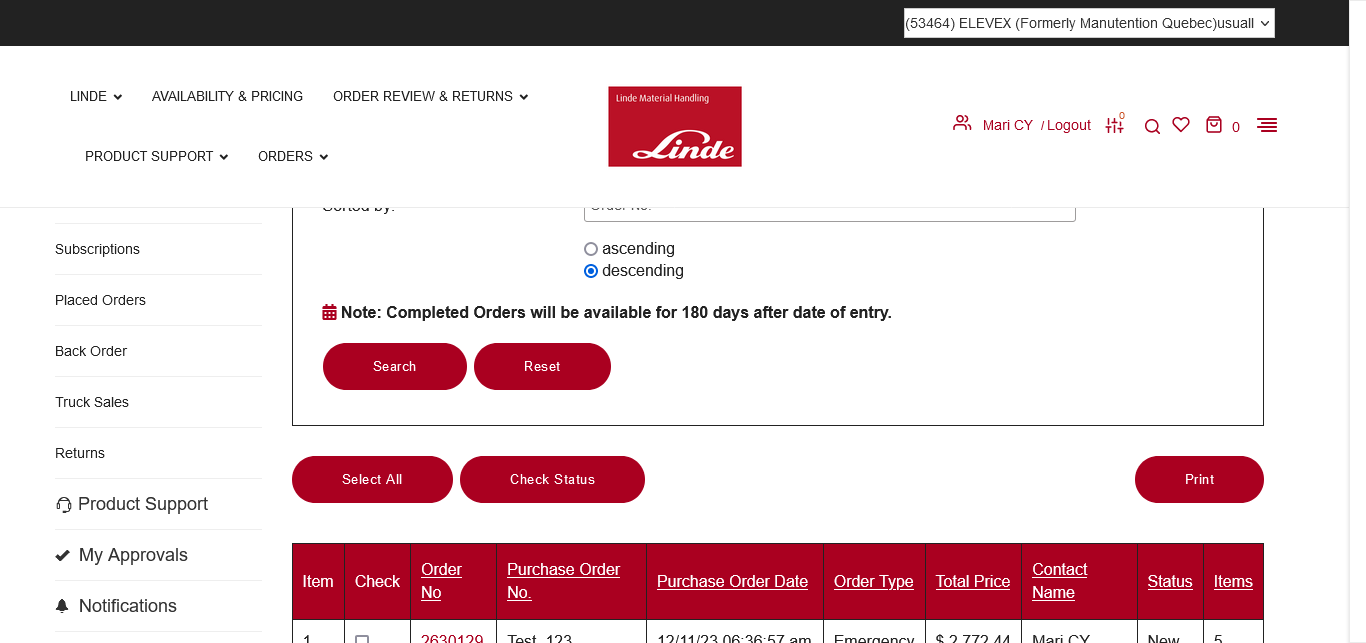 (53464) ELEVEX (Formerly Manutention Quebec)usuall
LINDE
AVAILABILITY & PRICING
ORDER REVIEW & RETURNS
PRODUCT SUPPORT
ORDERS
Linde Material Handling
Linde
Mari CY / Logout
0
0
Sorted by:
Order No.
Subscriptions
Placed Orders
Back Order
Truck Sales
Returns
Product Support
My Approvals
Notifications
ascending
descending
Note: Completed Orders will be available for 180 days after date of entry.
Search
Reset
Select All
Check Status
Print
Item
Check
Order
No
Purchase Order
No.
Purchase Order Date
Order Type
Total Price
Contact
Name
Status
Items
1
2630129
Test_123
12/11/23 06:36:57 am
Emergency
$ 2,772.44
Mari CY
New
5